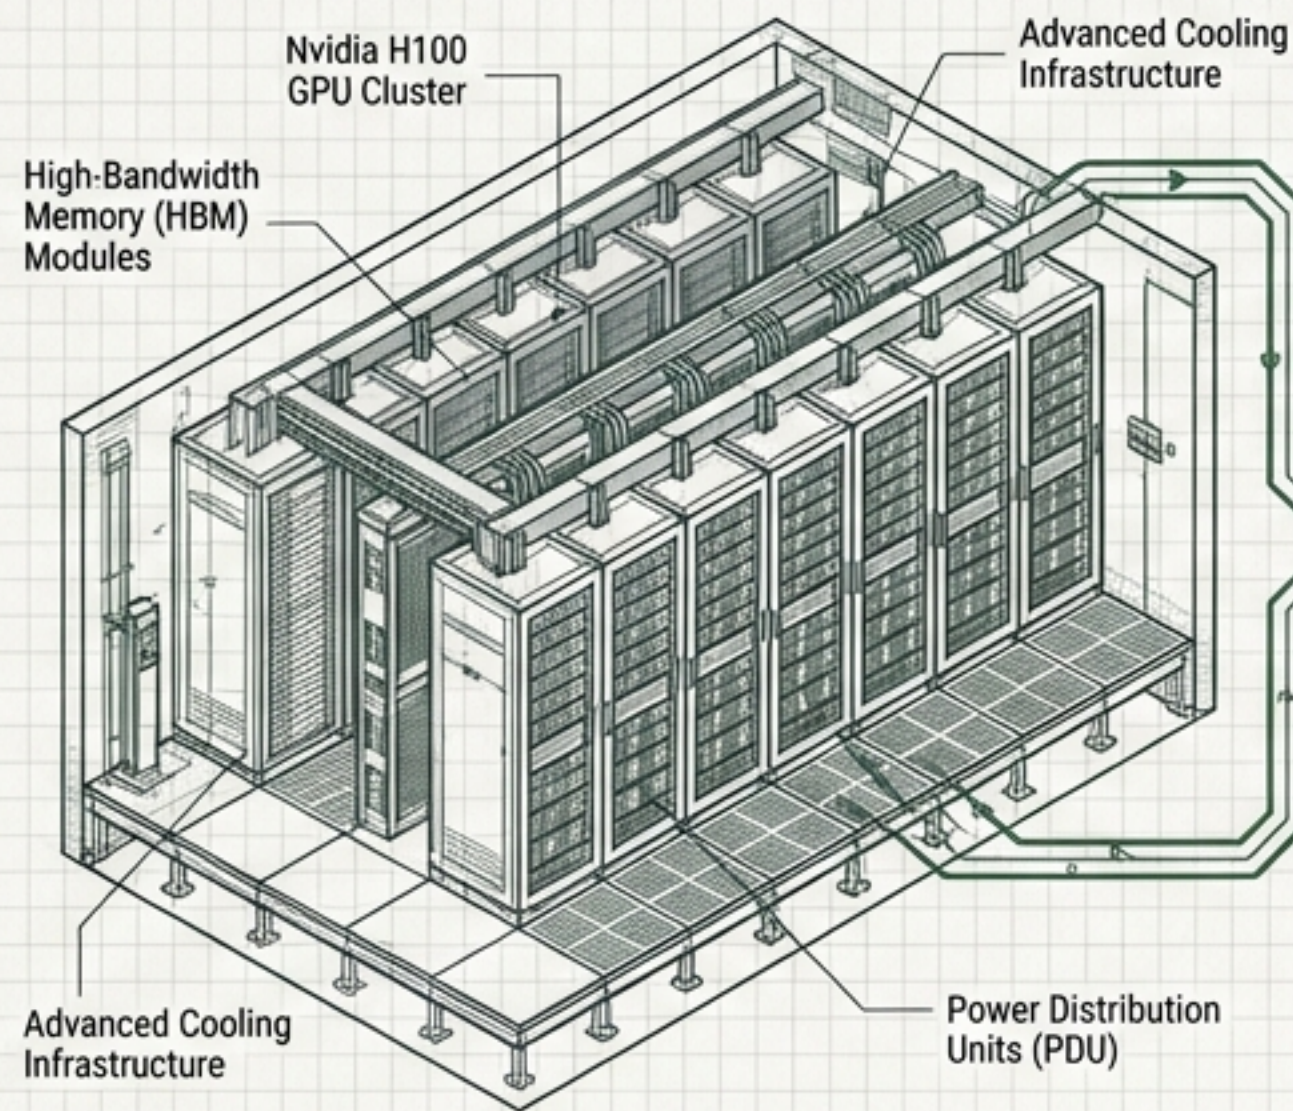 Nvidia H100
GPU Cluster
Advanced Cooling
Infrastructure
High-Bandwidth
Memory (HBM)
Modules
Advanced Cooling
Infrastructure
Power Distribution
Units (PDU)